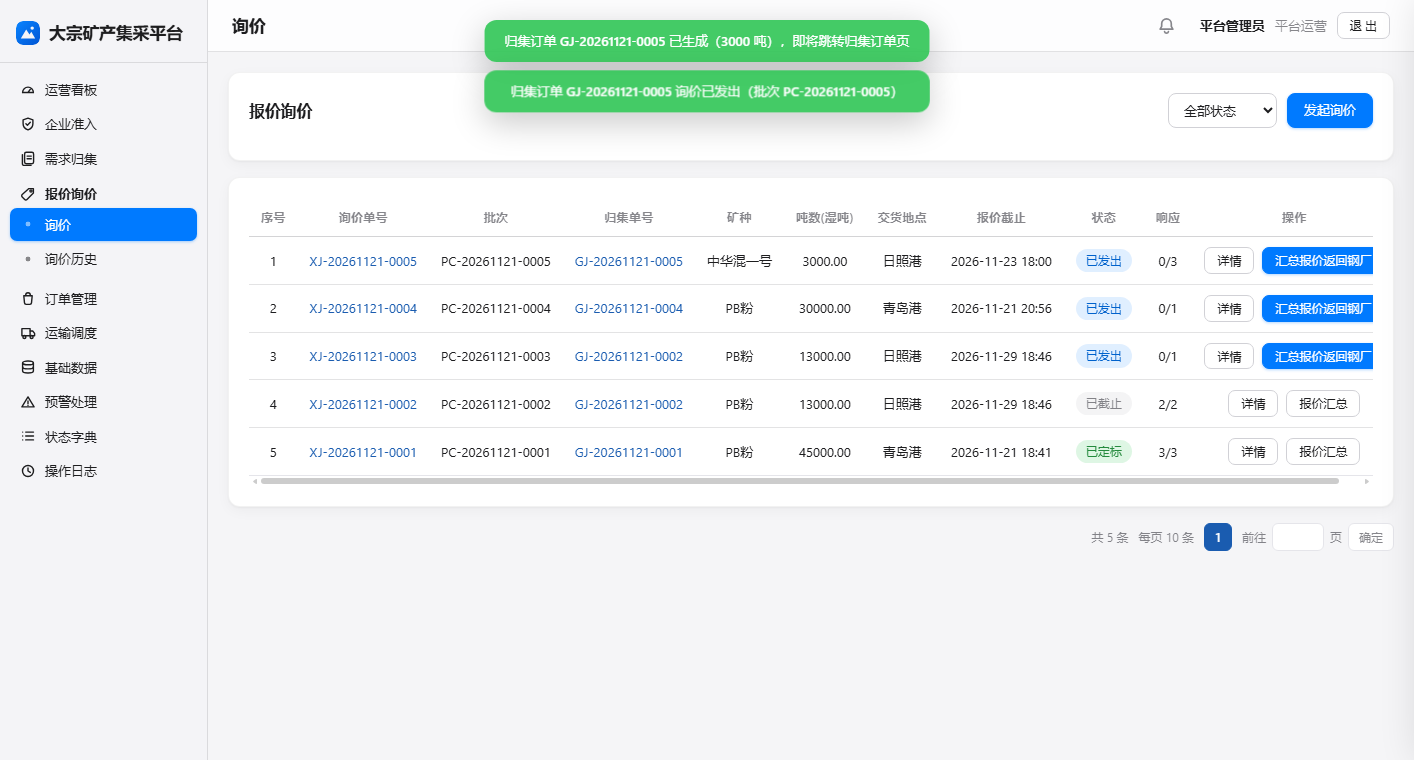 大宗矿产集采平台
运营看板
企业准入
需求归集
报价询价
询价
询价历史
订单管理
运输调度
基础数据
预警处理
状态字典
操作日志
询价
平台管理员 平台运营 退 出
归集订单 GJ-20261121-0005 已生成（3000 吨），即将跳转归集订单页
归集订单 GJ-20261121-0005 询价已发出（批次 PC-20261121-0005）
报价询价 全部状态 发起询价
序号 询价单号 批次 归集单号 矿种 吨数(湿吨) 交货地点 报价截止 状态 响应 操作
1 XJ-20261121-0005 PC-20261121-0005 GJ-20261121-0005 中华混一号 3000.00 日照港 2026-11-23 18:00 已发出 0/3 详情 汇总报价返回钢厂
2 XJ-20261121-0004 PC-20261121-0004 GJ-20261121-0004 PB粉 30000.00 青岛港 2026-11-21 20:56 已发出 0/1 详情 汇总报价返回钢厂
3 XJ-20261121-0003 PC-20261121-0003 GJ-20261121-0002 PB粉 13000.00 日照港 2026-11-29 18:46 已发出 0/1 详情 汇总报价返回钢厂
4 XJ-20261121-0002 PC-20261121-0002 GJ-20261121-0002 PB粉 13000.00 日照港 2026-11-29 18:46 已截止 2/2 详情 报价汇总
5 XJ-20261121-0001 PC-20261121-0001 GJ-20261121-0001 PB粉 45000.00 青岛港 2026-11-21 18:41 已定标 3/3 详情 报价汇总
共 5 条 每页 10 条 1 前往 页 确定